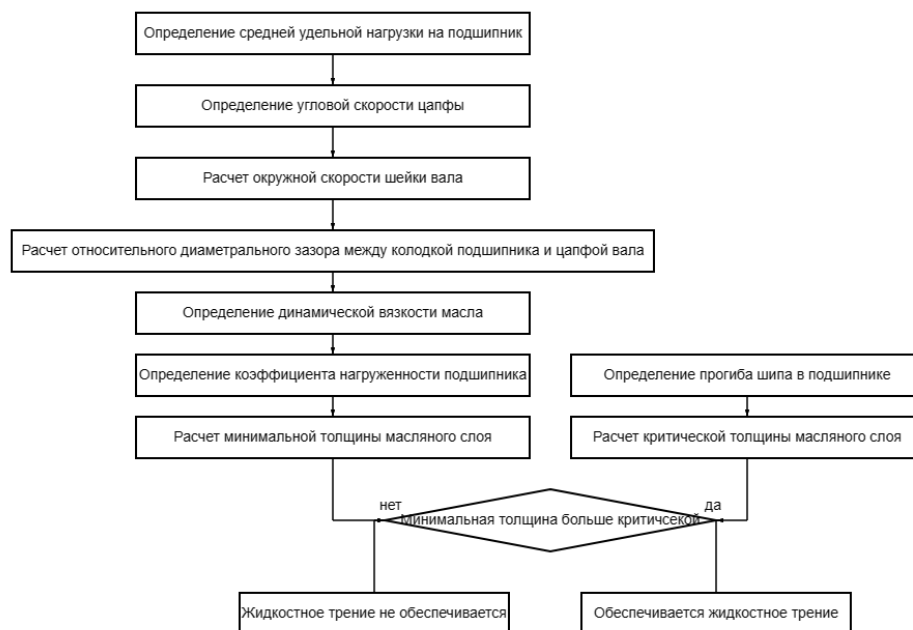 Определение средней удельной нагрузки на подшипник
Определение угловой скорости цапфы
Расчет окружной скорости шейки вала
Расчет относительного диаметрального зазора между колодкой подшипника и цапфой вала
Определение динамической вязкости масла
Определение коэффициента нагруженности подшипника
Определение прогиба шипа в подшипнике
Расчет минимальной толщины масляного слоя
Расчет критической толщины масляного слоя
нет
да
Минимальная толщина больше критичсекой
Жидкостное трение не обеспечивается
Обеспечивается жидкостное трение